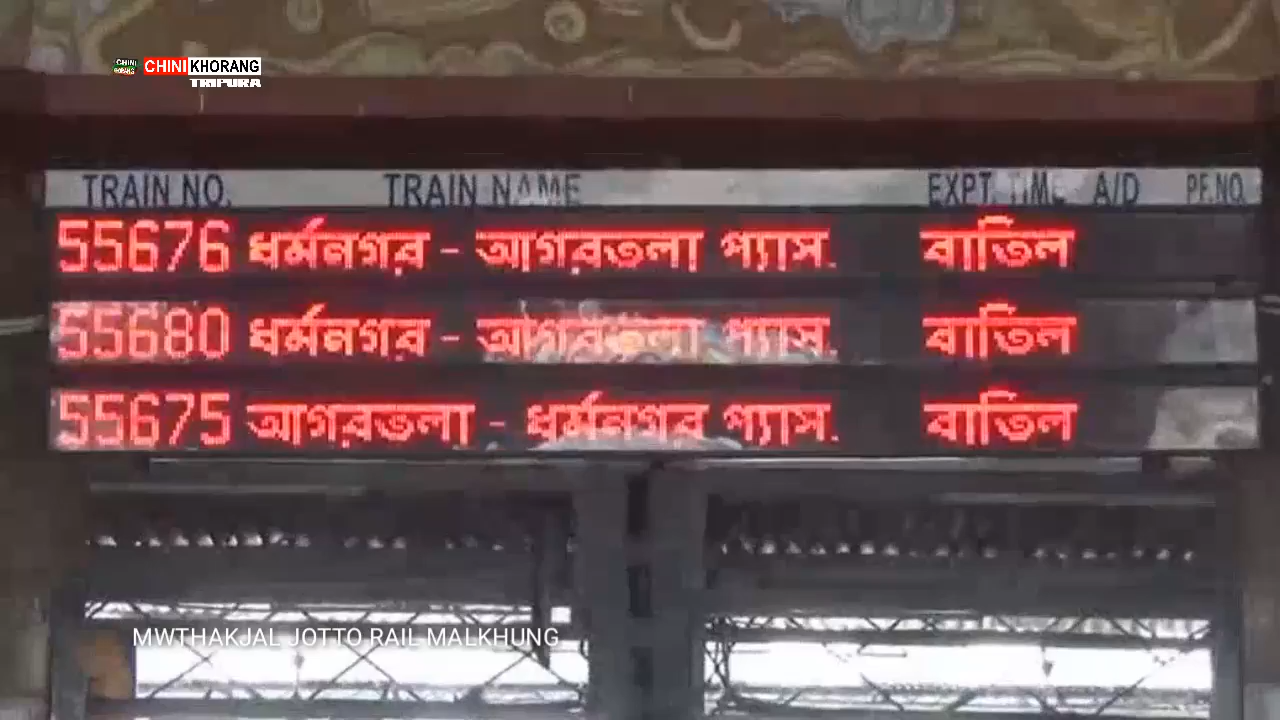 CHINI KHORANG
TRIPURA
TRAIN NO. TRAIN NAME EXPT. TIME A/D PF.NO.
55676 ধর্মনগর - আগরতলা প্যাস. বাতিল
55680 ধর্মনগর - আগরতলা প্যাস. বাতিল
55675 আগরতলা - ধর্মনগর প্যাস. বাতিল
MWTHAKJAL JOTTO RAIL MALKHUNG